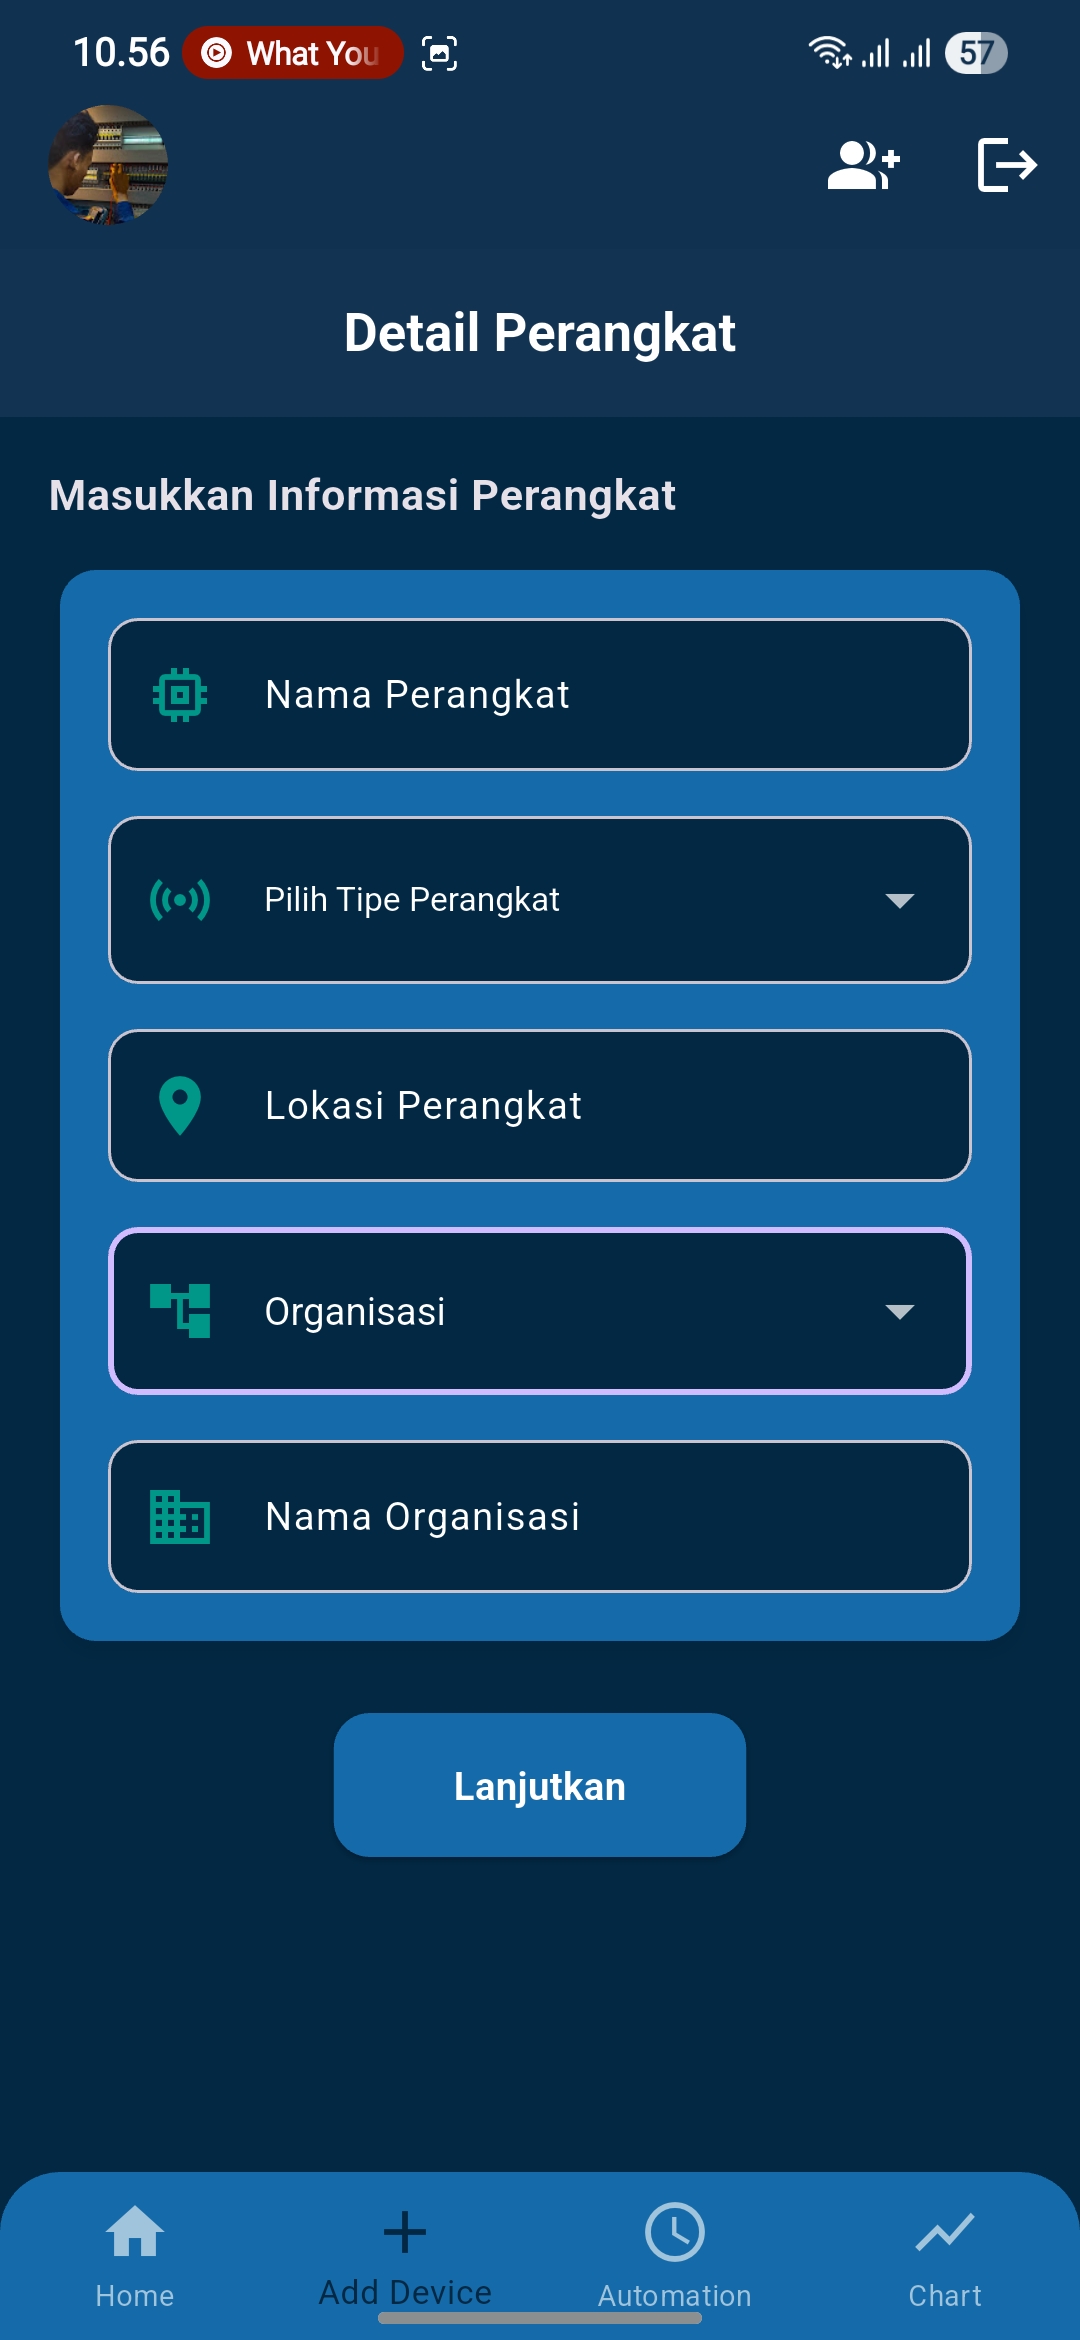 10.56 What You 57
Detail Perangkat
Masukkan Informasi Perangkat
Nama Perangkat
Pilih Tipe Perangkat
Lokasi Perangkat
Organisasi
Nama Organisasi
Lanjutkan
Home Add Device Automation Chart